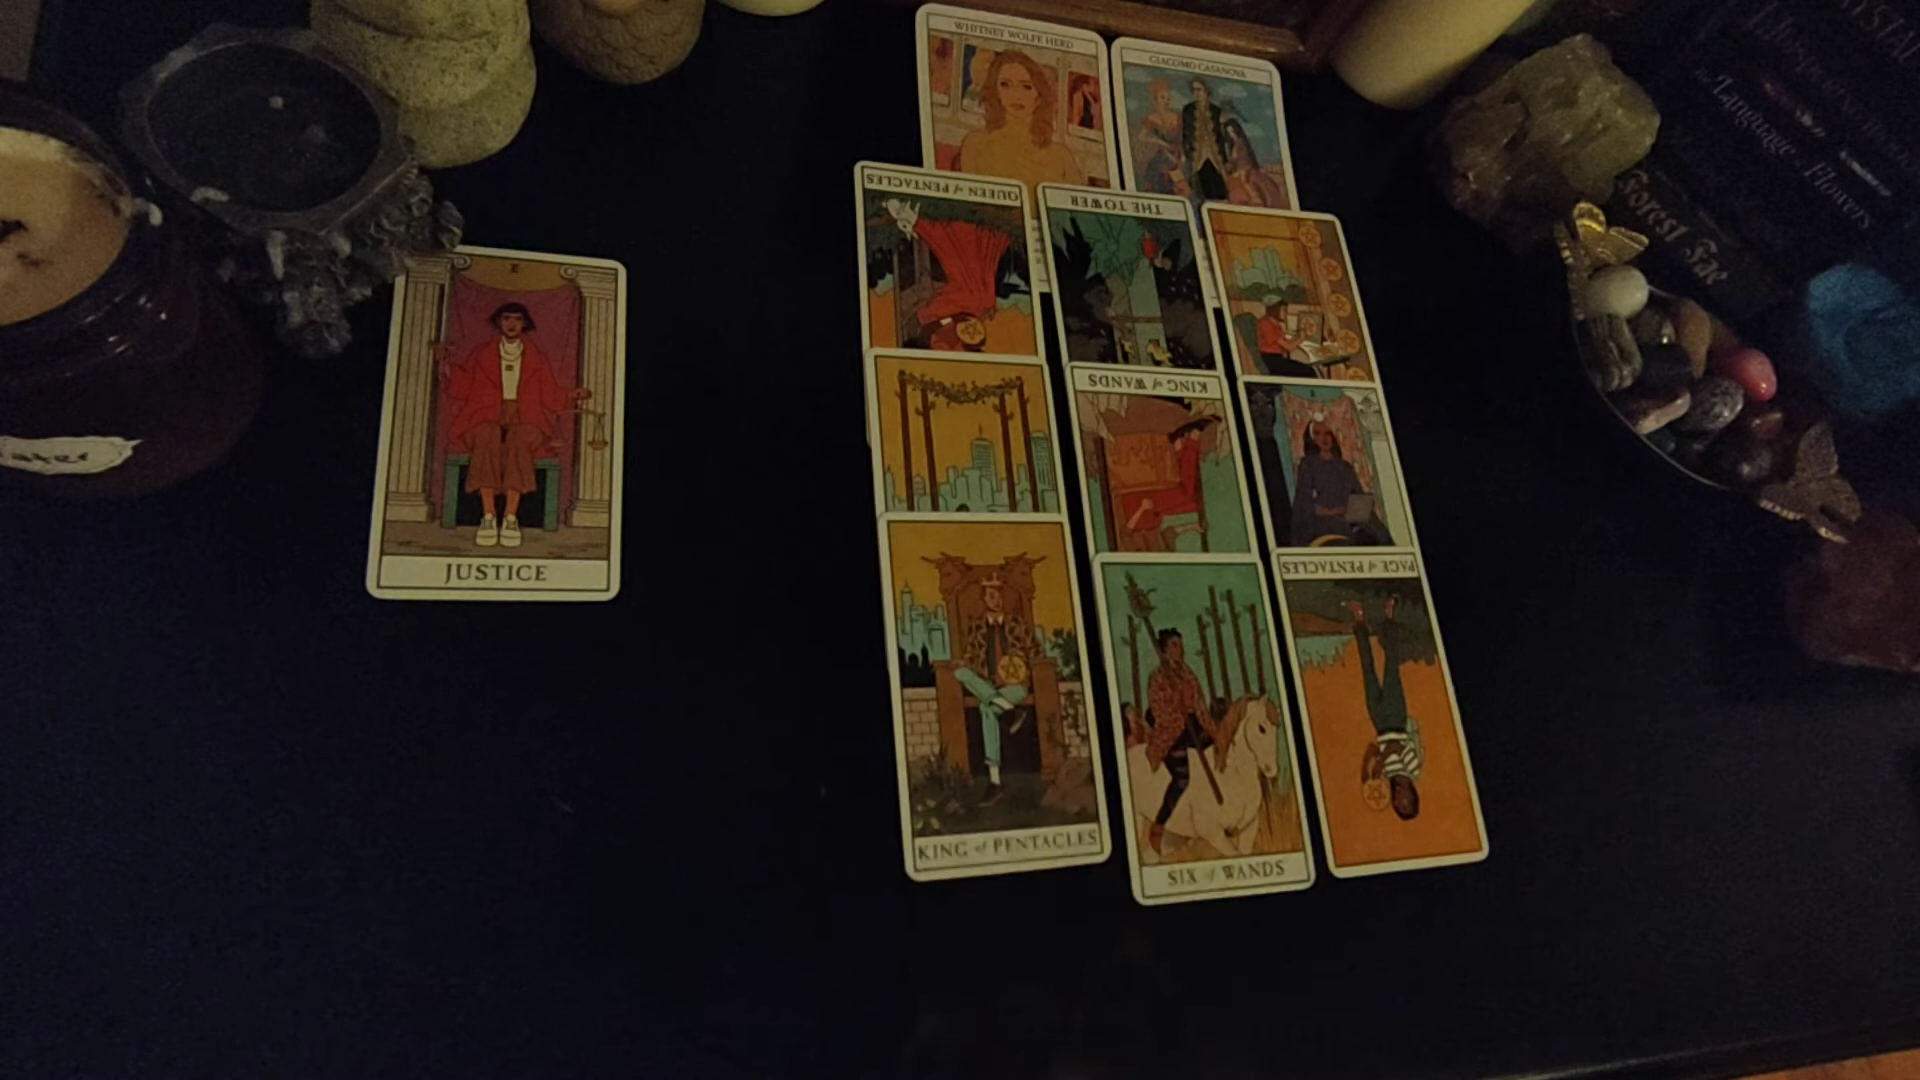 WHITNEY WOLFE HERD
GIACOMO CASANOVA
QUEEN of PENTACLES
THE TOWER
KING of WANDS
JUSTICE
PAGE of PENTACLES
KING of PENTACLES
SIX of WANDS
Language of Flowers
Forest Fae